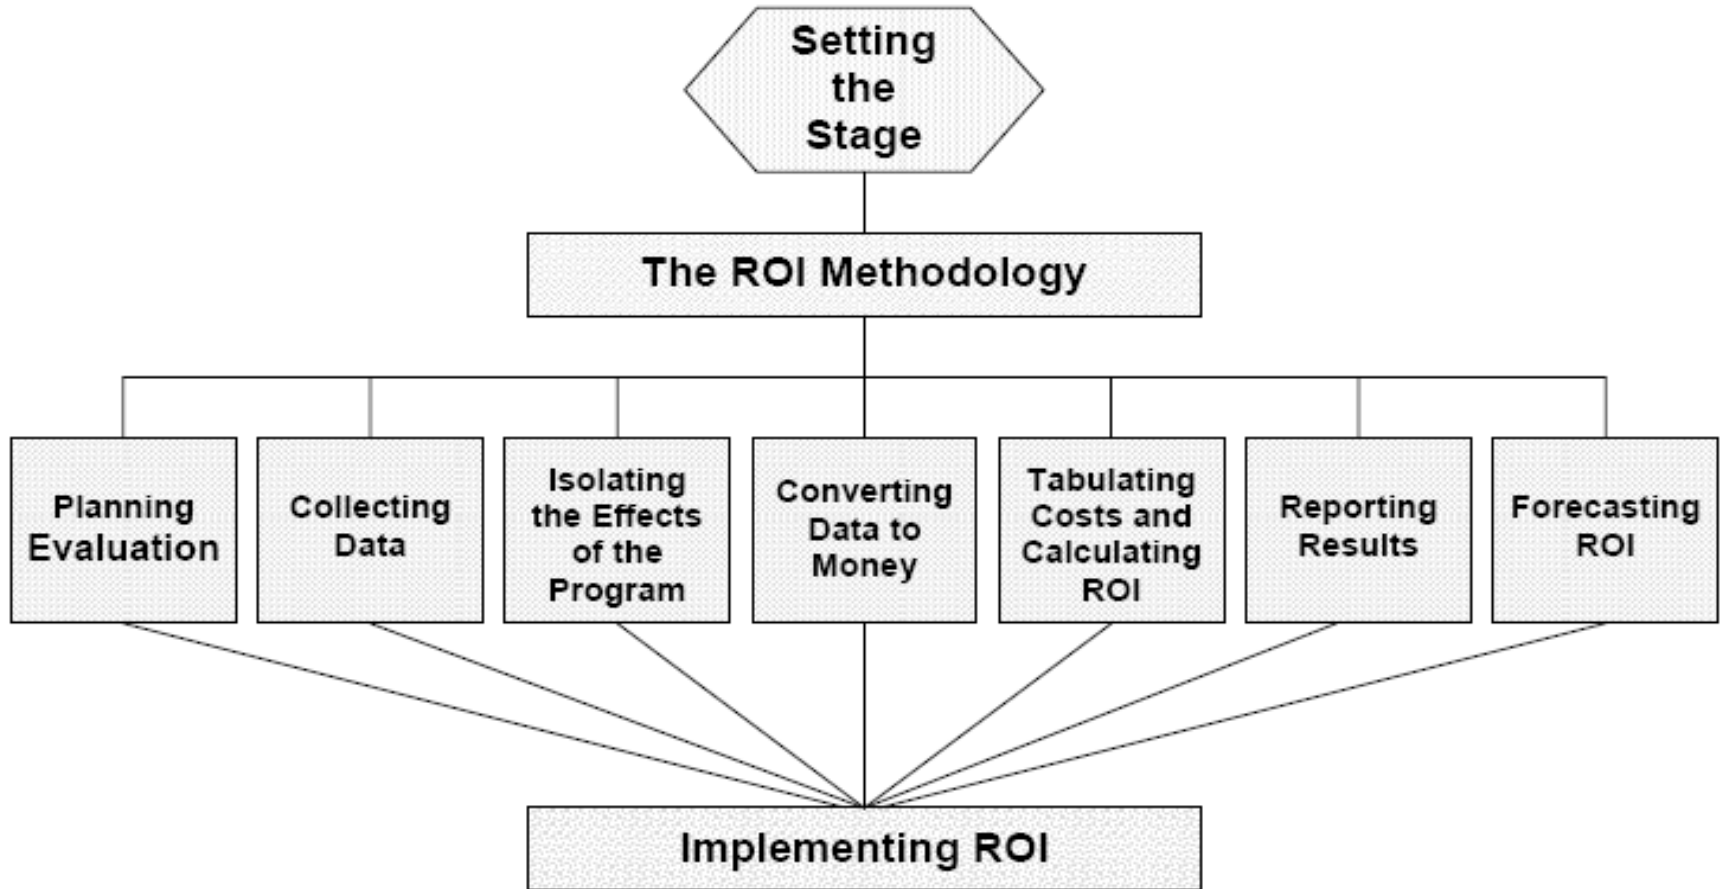 Setting
the
Stage
The ROI Methodology
Planning
Evaluation
Collecting
Data
Isolating
the Effects
of the
Program
Converting
Data to
Money
Tabulating
Costs and
Calculating
ROI
Reporting
Results
Forecasting
ROI
Implementing ROI